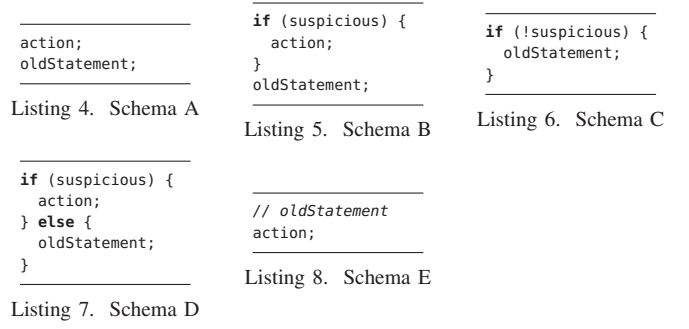 action;
oldStatement;
Listing 4. Schema A
if (suspicious) {
  action;
}
oldStatement;
Listing 5. Schema B
if (!suspicious) {
  oldStatement;
}
Listing 6. Schema C
if (suspicious) {
  action;
} else {
  oldStatement;
}
Listing 7. Schema D
// oldStatement
action;
Listing 8. Schema E